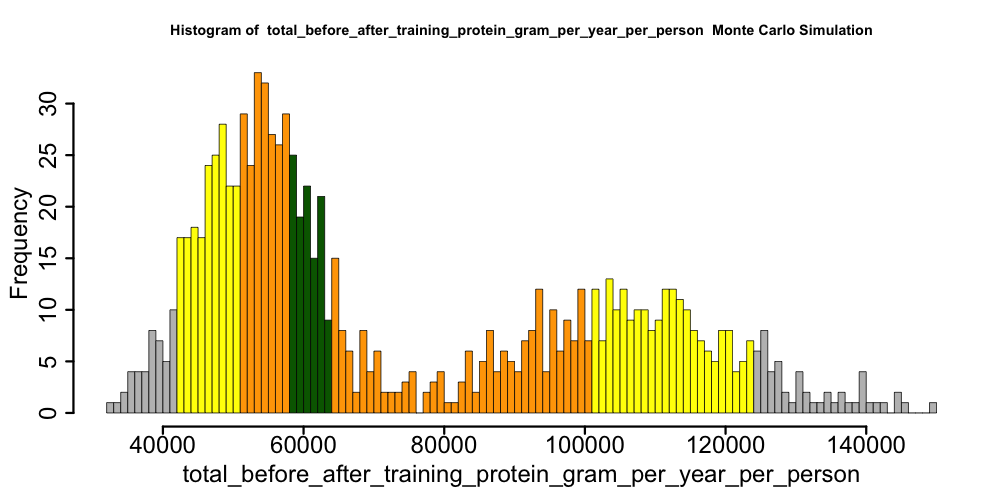 Histogram of total_before_after_training_protein_gram_per_year_per_person Monte Carlo Simulation
30
25
20
15
10
5
0
Frequency
40000 60000 80000 100000 120000 140000
total_before_after_training_protein_gram_per_year_per_person